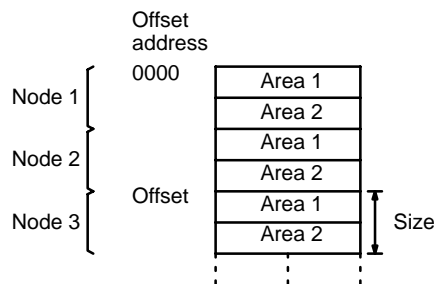 Offset
address
0000
Node 1
Area 1
Area 2
Node 2
Area 1
Area 2
Node 3
Offset
Area 1
Area 2
Size